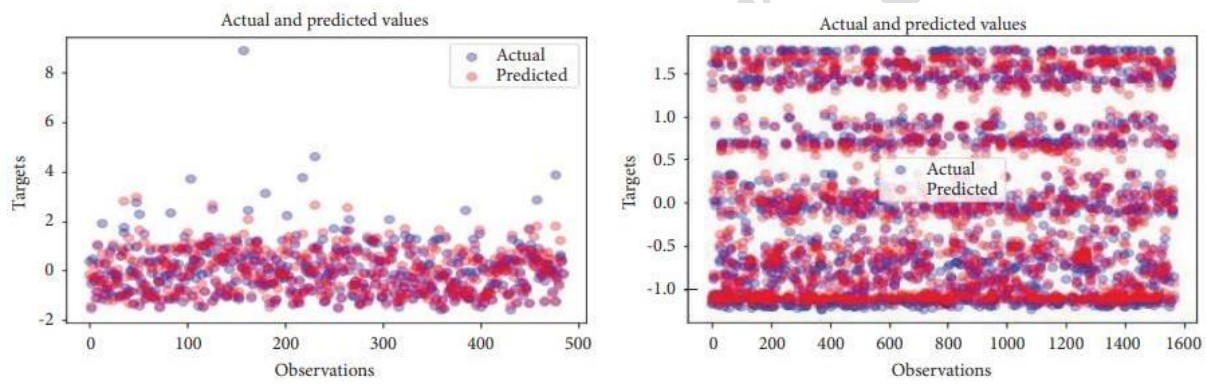 Actual and predicted values
8
6
4
2
0
-2
Targets
Actual
Predicted
0 100 200 300 400 500
Observations
Actual and predicted values
1.5
1.0
0.5
0.0
-0.5
-1.0
Targets
Actual
Predicted
0 200 400 600 800 1000 1200 1400 1600
Observations